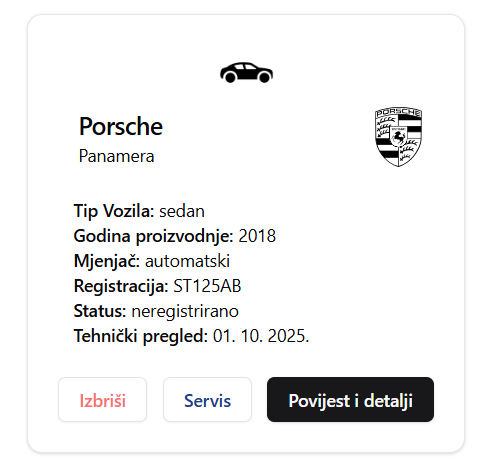 PORSCHE
Porsche
Panamera
Tip Vozila: sedan
Godina proizvodnje: 2018
Mjenjač: automatski
Registracija: ST125AB
Status: neregistrirano
Tehnički pregled: 01. 10. 2025.
Izbriši
Servis
Povijest i detalji